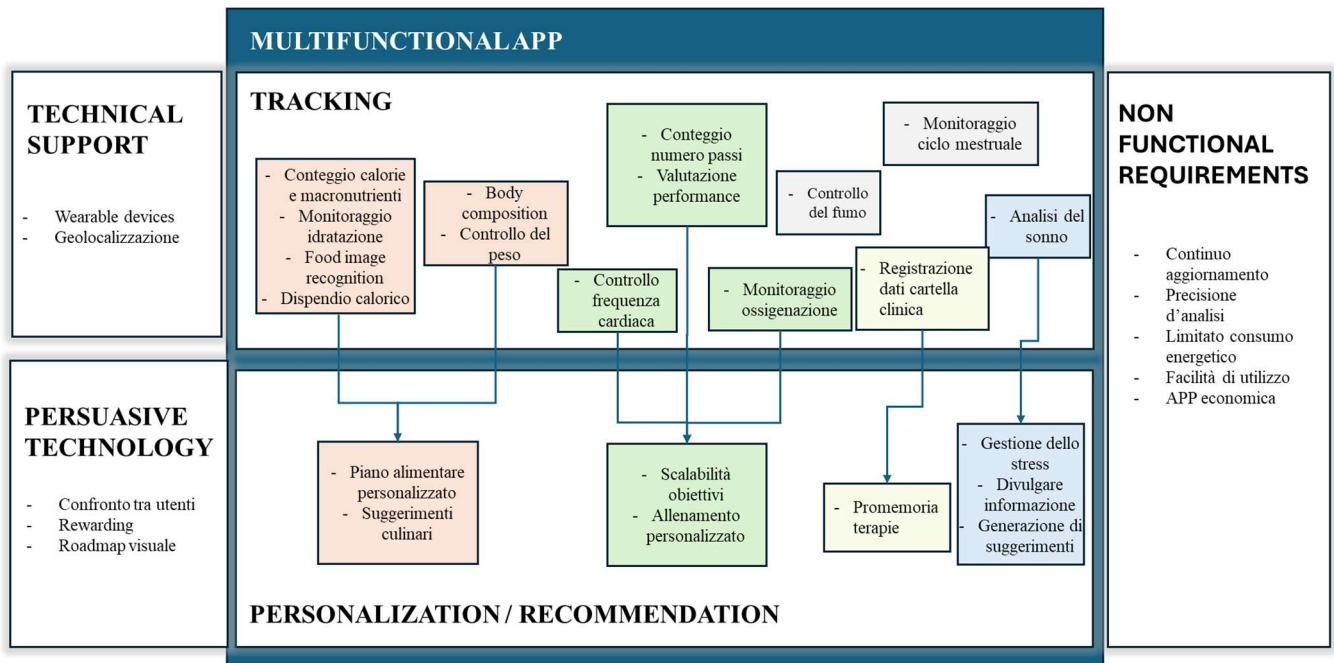 MULTIFUNCTIONAL APP
TECHNICAL
SUPPORT
- Wearable devices
- Geolocalizzazione
PERSUASIVE
TECHNOLOGY
- Confronto tra utenti
- Rewarding
- Roadmap visuale
TRACKING
- Conteggio calorie
e macronutrienti
- Monitoraggio
idratazione
- Food image
recognition
- Dispendio calorico
- Body
composition
- Controllo del
peso
- Conteggio
numero passi
- Valutazione
performance
- Controllo
frequenza
cardiaca
- Monitoraggio
ossigenazione
- Controllo
del fumo
- Monitoraggio
ciclo mestruale
- Registrazione
dati cartella
clinica
- Analisi del
sonno
- Piano alimentare
personalizzato
- Suggerimenti
culinari
- Scalabilità
obiettivi
- Allenamento
personalizzato
- Promemoria
terapie
- Gestione dello
stress
- Divulgare
informazione
- Generazione di
suggerimenti
PERSONALIZATION / RECOMMENDATION
NON
FUNCTIONAL
REQUIREMENTS
- Continuo
aggiornamento
- Precisione
d'analisi
- Limitato consumo
energetico
- Facilità di utilizzo
- APP economica